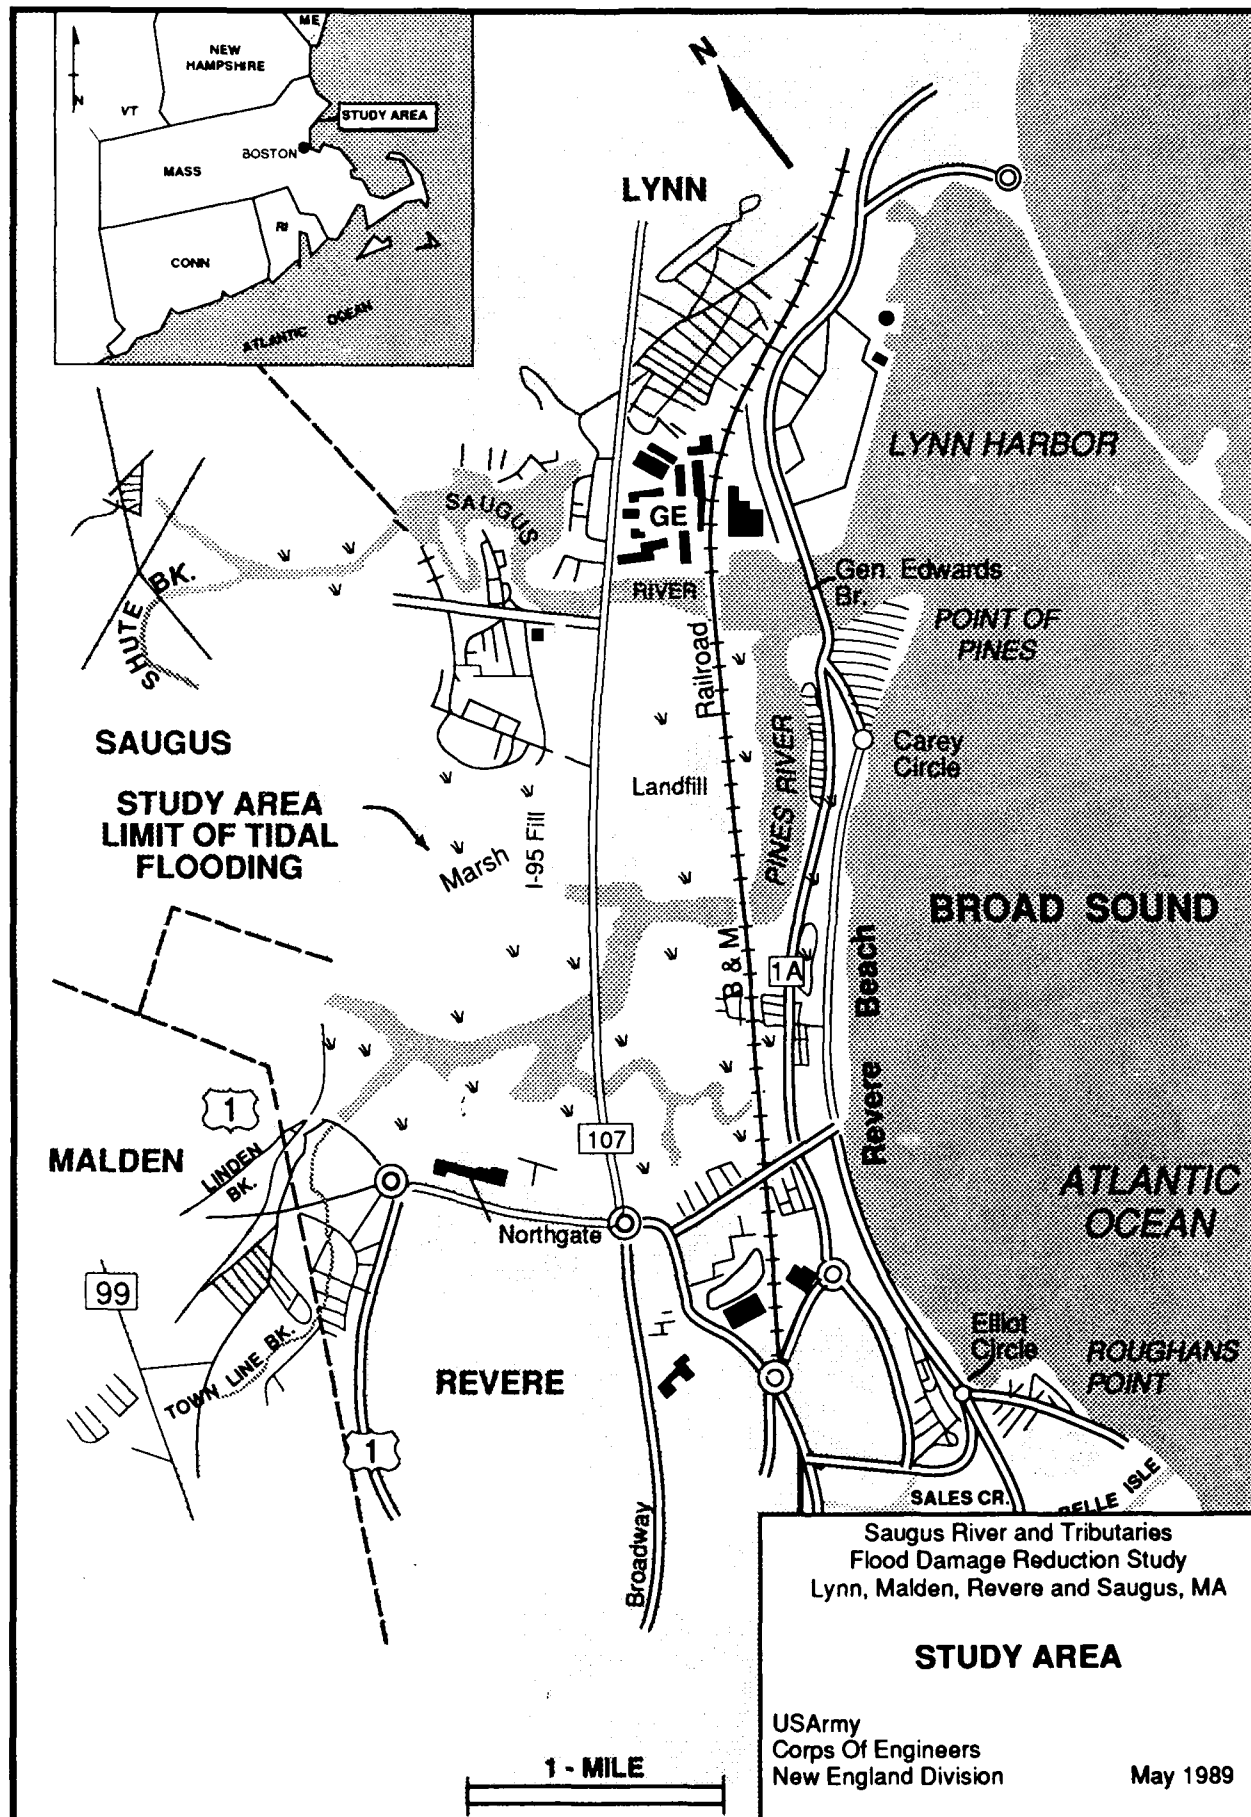 ME
NEW
HAMPSHIRE
N
VT
STUDY AREA
BOSTON
MASS
RI
CONN
ATLANTIC OCEAN
N
LYNN
LYNN HARBOR
SAUGUS
GE
RIVER
Gen. Edwards
Br.
POINT OF
PINES
SHUTE BK.
Railroad
SAUGUS
PINES RIVER
Carey
Circle
Landfill
STUDY AREA
LIMIT OF TIDAL
FLOODING
Marsh
I-95 Fill
BROAD SOUND
B & M
1A
Revere Beach
1
107
MALDEN
LINDEN
BK.
ATLANTIC
OCEAN
Northgate
99
TOWN LINE BK.
REVERE
Elliot
Circle
ROUGHANS
POINT
1
SALES CR.
BELLE ISLE
Broadway
Saugus River and Tributaries
Flood Damage Reduction Study
Lynn, Malden, Revere and Saugus, MA
STUDY AREA
USArmy
Corps Of Engineers
New England Division
May 1989
1 - MILE